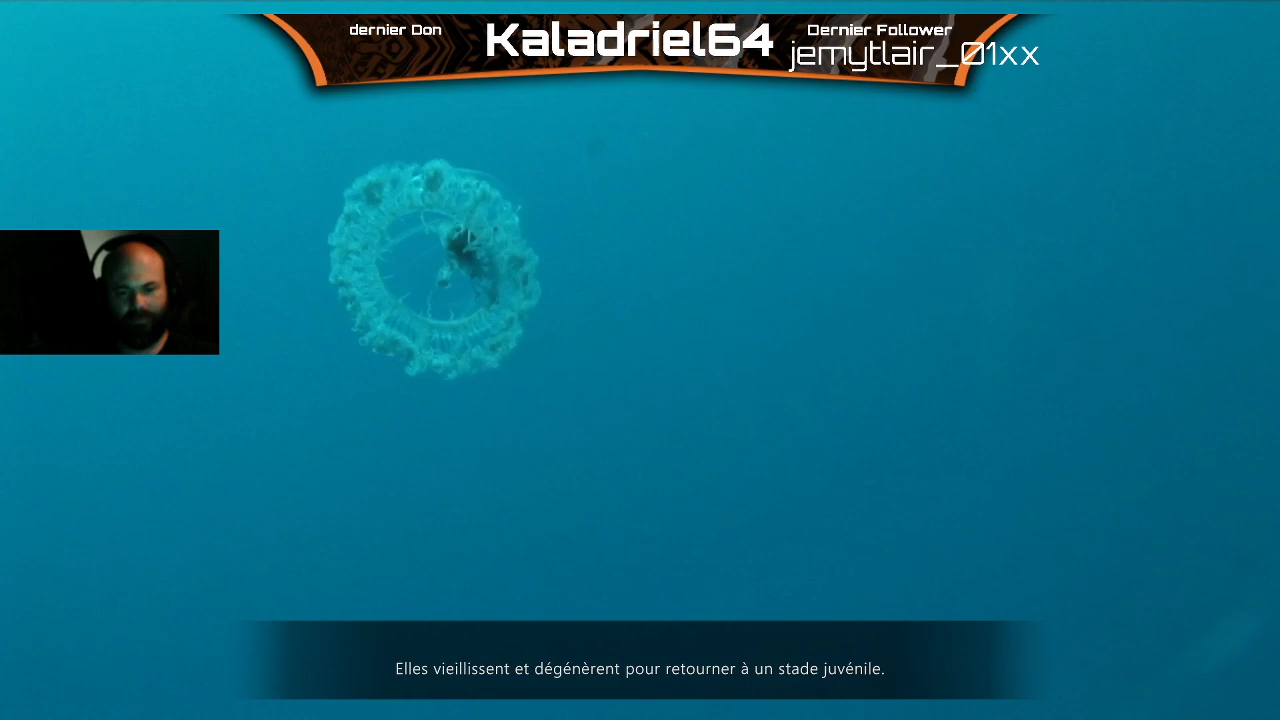 dernier Don
Kaladriel64
Dernier Follower
jemytlair_01xx
Elles vieillissent et dégénèrent pour retourner à un stade juvénile.